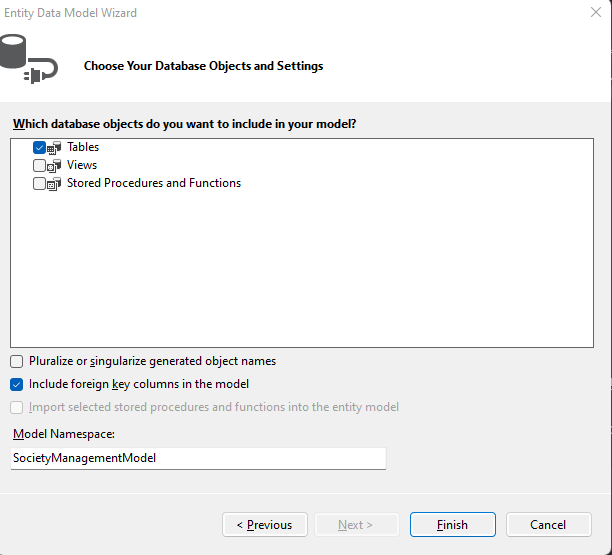 Entity Data Model Wizard
Choose Your Database Objects and Settings
Which database objects do you want to include in your model?
Tables
Views
Stored Procedures and Functions
Pluralize or singularize generated object names
Include foreign key columns in the model
Import selected stored procedures and functions into the entity model
Model Namespace:
SocietyManagementModel
< Previous Next > Finish Cancel